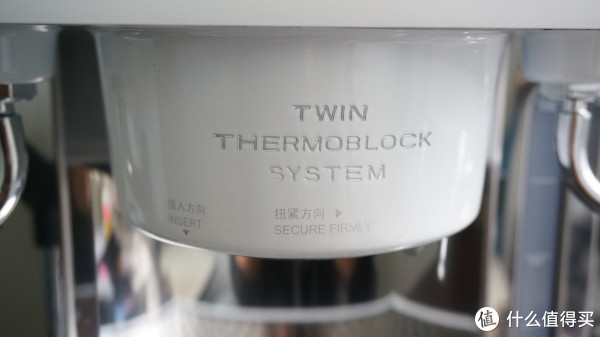 TWIN
THERMOBLOCK
SYSTEM
插入方向
INSERT
▼
扭紧方向 ▶
SECURE FIRMLY
值 什么值得买